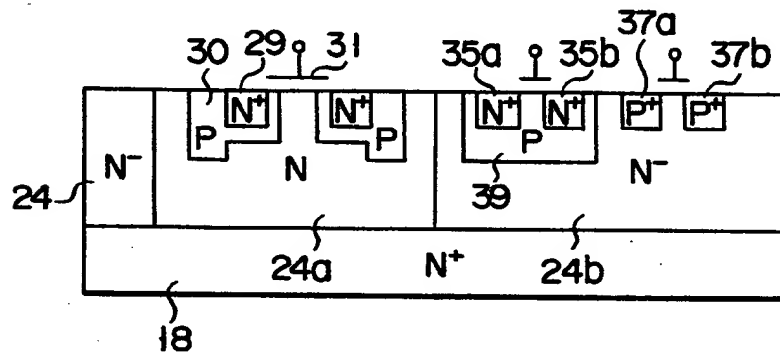 37a
30 29 31 35a 35b 37b
N+ N+ N+ N+ P+ P+
P P P
N- N N-
24 39
24a N+ 24b
18